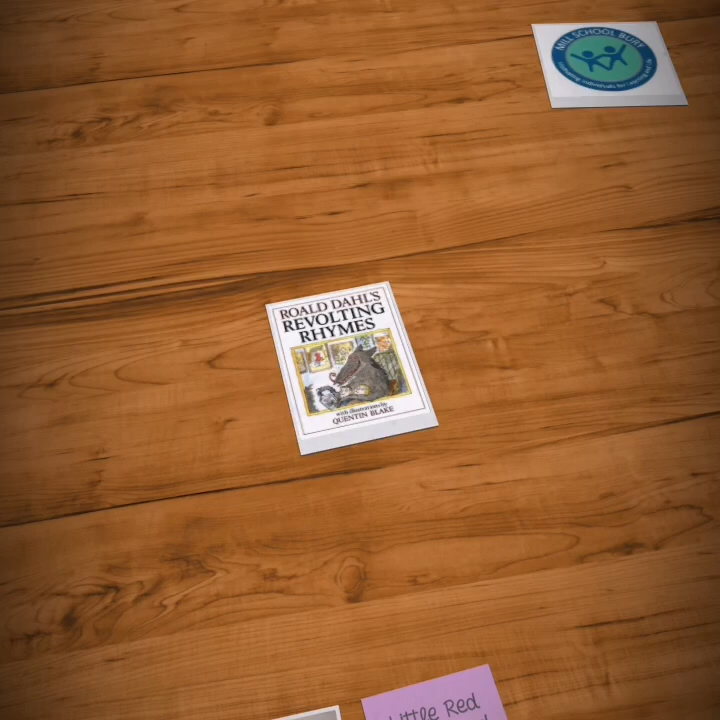 MILL SCHOOL BURY
ROALD DAHL'S
REVOLTING
RHYMES
with illustrations by
QUENTIN BLAKE
Little Red